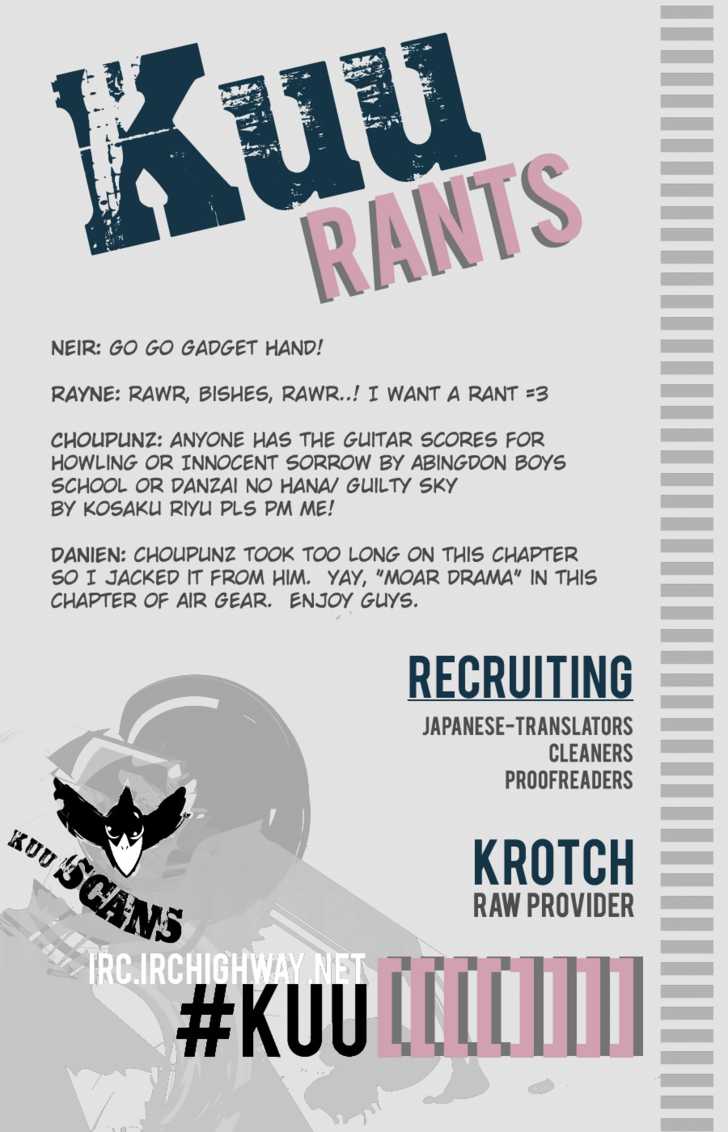 Kuu
RANTS
NEIR: GO GO GADGET HAND!
RAYNE: RAWR, BISHES, RAWR..! I WANT A RANT =3
CHOUPUNZ: ANYONE HAS THE GUITAR SCORES FOR
HOWLING OR INNOCENT SORROW BY ABINGDON BOYS
SCHOOL OR DANZAI NO HANA/ GUILTY SKY
BY KOSAKU RIYU PLS PM ME!
DANIEN: CHOUPUNZ TOOK TOO LONG ON THIS CHAPTER
SO I JACKED IT FROM HIM. YAY, "MOAR DRAMA" IN THIS
CHAPTER OF AIR GEAR. ENJOY GUYS.
RECRUITING
JAPANESE-TRANSLATORS
CLEANERS
PROOFREADERS
KUU SCANS
KROTCH
RAW PROVIDER
IRC.IRCHIGHWAY.NET
#KUU[[[[[]]]]]